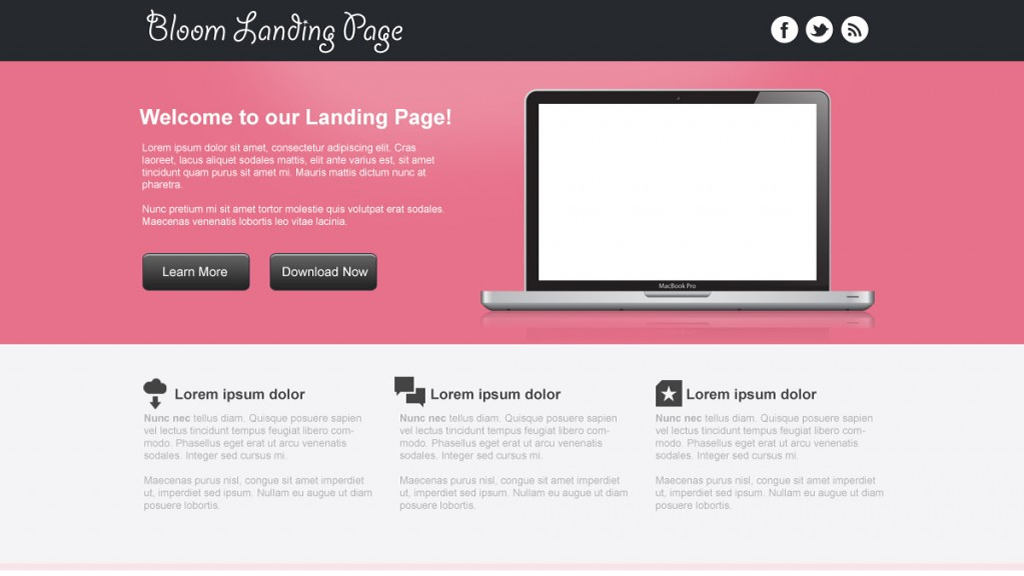 Bloom Landing Page
Welcome to our Landing Page!
Lorem ipsum dolor sit amet, consectetur adipiscing elit. Cras
laoreet, lacus aliquet sodales mattis, elit ante varius est, sit amet
tincidunt quam purus sit amet mi. Mauris mattis dictum nunc at
pharetra.
Nunc pretium mi sit amet tortor molestie quis volutpat erat sodales.
Maecenas venenatis lobortis leo vitae lacinia.
Learn More
Download Now
MacBook Pro
Lorem ipsum dolor
Nunc nec tellus diam. Quisque posuere sapien
vel lectus tincidunt tempus feugiat libero com-
modo. Phasellus eget erat ut arcu venenatis
sodales. Integer sed cursus mi.
Maecenas purus nisl, congue sit amet imperdiet
ut, imperdiet sed ipsum. Nullam eu augue ut diam
posuere lobortis.
Lorem ipsum dolor
Nunc nec tellus diam. Quisque posuere sapien
vel lectus tincidunt tempus feugiat libero com-
modo. Phasellus eget erat ut arcu venenatis
sodales. Integer sed cursus mi.
Maecenas purus nisl, congue sit amet imperdiet
ut, imperdiet sed ipsum. Nullam eu augue ut diam
posuere lobortis.
Lorem ipsum dolor
Nunc nec tellus diam. Quisque posuere sapien
vel lectus tincidunt tempus feugiat libero com-
modo. Phasellus eget erat ut arcu venenatis
sodales. Integer sed cursus mi.
Maecenas purus nisl, congue sit amet imperdiet
ut, imperdiet sed ipsum. Nullam eu augue ut diam
posuere lobortis.